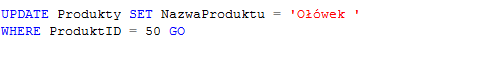 UPDATE Produkty SET NazwaProduktu = 'Ołówek '
WHERE ProduktID = 50 GO